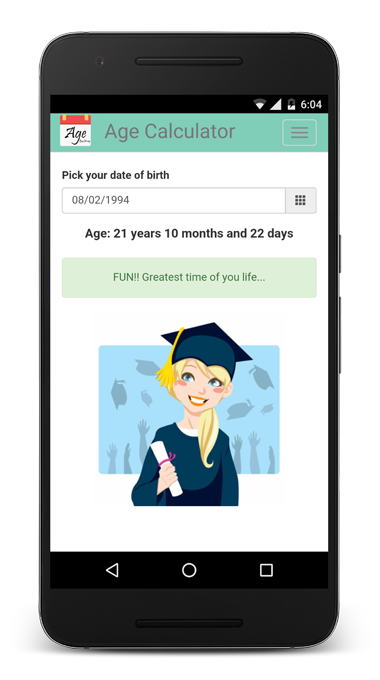 6:04
Age
Age Calculator
Pick your date of birth
08/02/1994
Age: 21 years 10 months and 22 days
FUN!! Greatest time of you life...